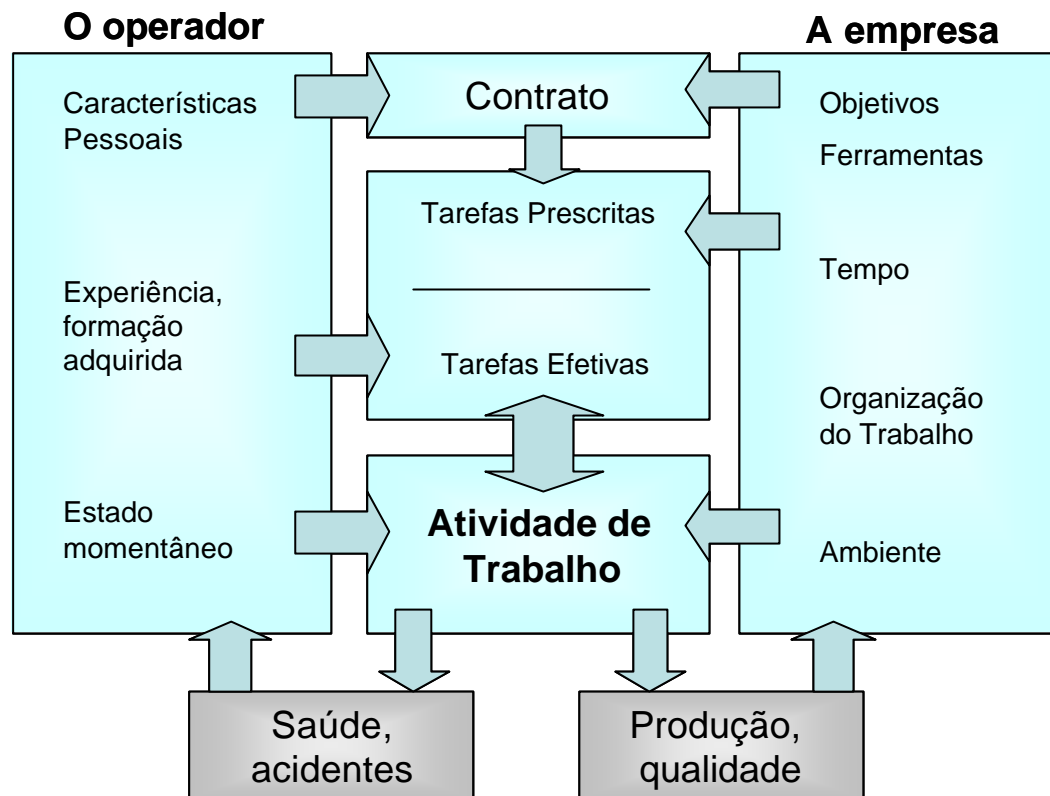 O operador
A empresa
Características
Pessoais
Experiência,
formação
adquirida
Estado
momentâneo
Contrato
Tarefas Prescritas
Tarefas Efetivas
Atividade de
Trabalho
Objetivos
Ferramentas
Tempo
Organização
do Trabalho
Ambiente
Saúde,
acidentes
Produção,
qualidade